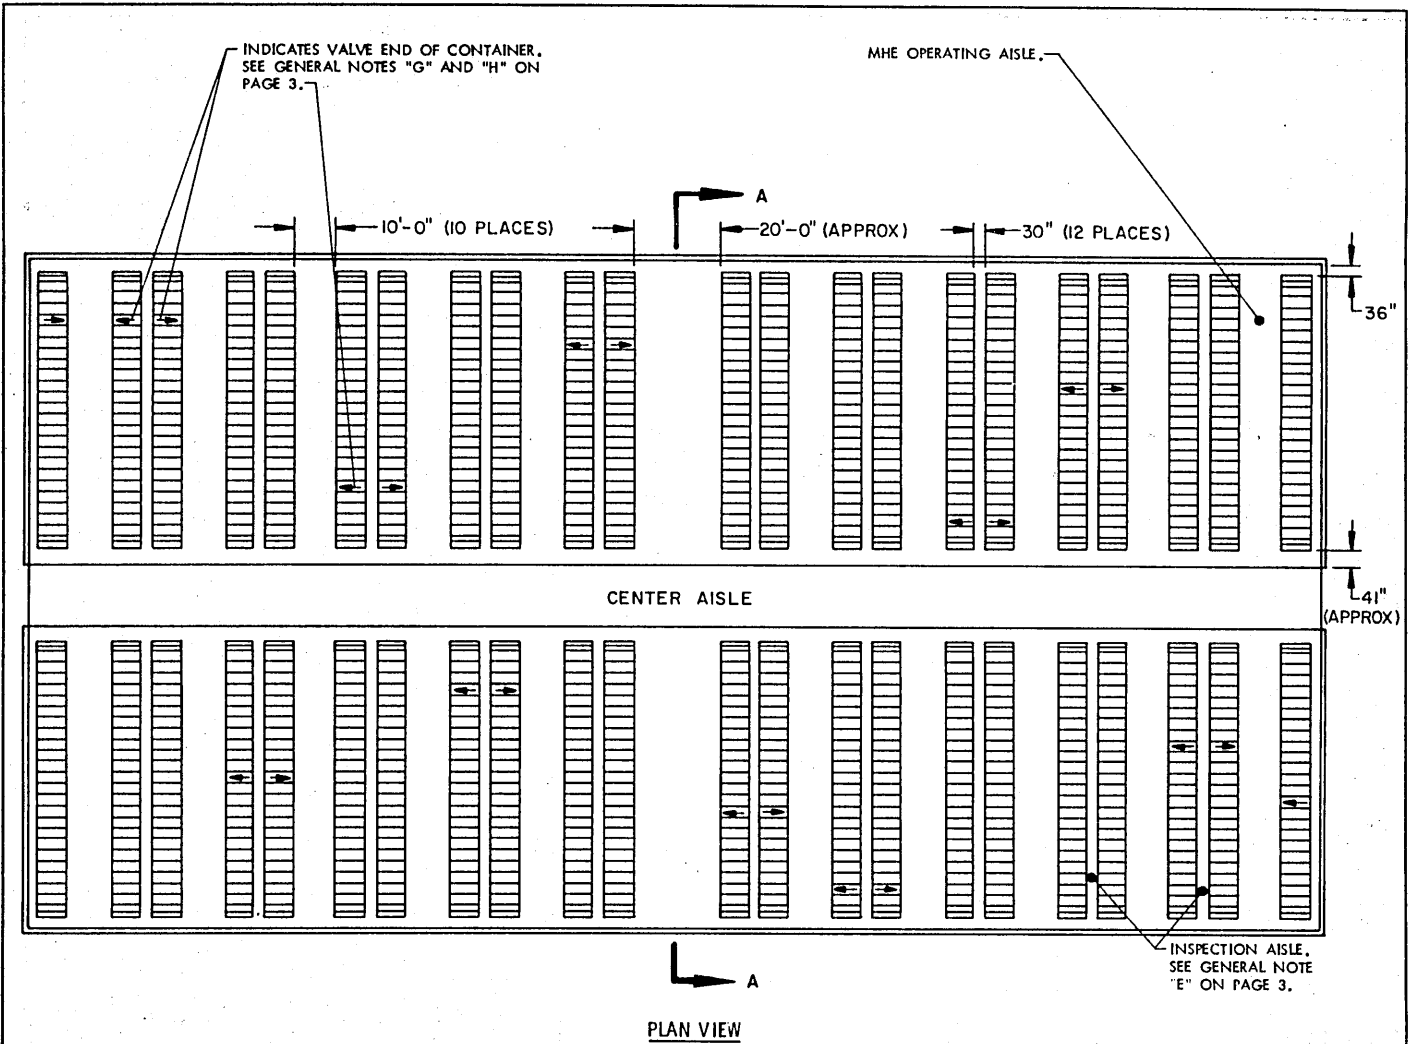 INDICATES VALVE END OF CONTAINER.
SEE GENERAL NOTES "G" AND "H" ON
PAGE 3.
MHE OPERATING AISLE.
A
10'-0" (10 PLACES)
20'-0" (APPROX)
30" (12 PLACES)
36"
CENTER AISLE
41"
(APPROX)
INSPECTION AISLE.
SEE GENERAL NOTE
"E" ON PAGE 3.
A
PLAN VIEW